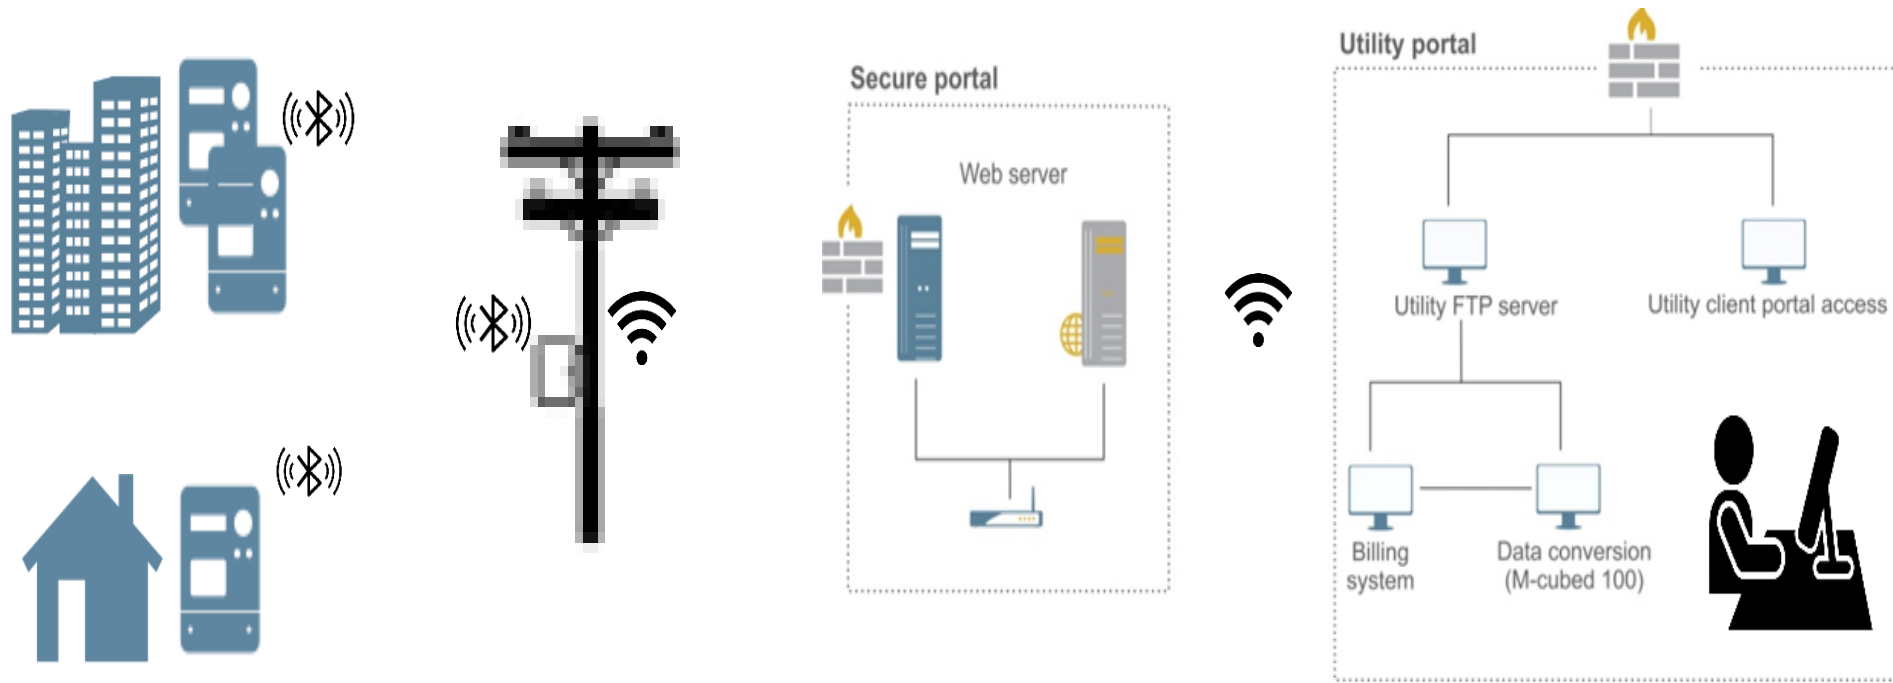 Secure portal
Web server
Utility portal
Utility FTP server
Utility client portal access
Billing
system
Data conversion
(M-cubed 100)